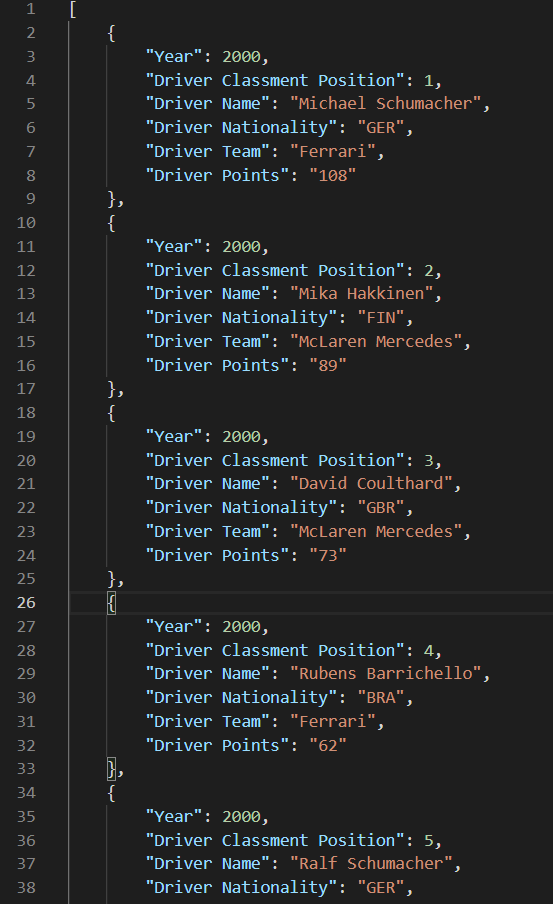 1 [
2 {
3 "Year": 2000,
4 "Driver Classment Position": 1,
5 "Driver Name": "Michael Schumacher",
6 "Driver Nationality": "GER",
7 "Driver Team": "Ferrari",
8 "Driver Points": "108"
9 },
10 {
11 "Year": 2000,
12 "Driver Classment Position": 2,
13 "Driver Name": "Mika Hakkinen",
14 "Driver Nationality": "FIN",
15 "Driver Team": "McLaren Mercedes",
16 "Driver Points": "89"
17 },
18 {
19 "Year": 2000,
20 "Driver Classment Position": 3,
21 "Driver Name": "David Coulthard",
22 "Driver Nationality": "GBR",
23 "Driver Team": "McLaren Mercedes",
24 "Driver Points": "73"
25 },
26 {
27 "Year": 2000,
28 "Driver Classment Position": 4,
29 "Driver Name": "Rubens Barrichello",
30 "Driver Nationality": "BRA",
31 "Driver Team": "Ferrari",
32 "Driver Points": "62"
33 },
34 {
35 "Year": 2000,
36 "Driver Classment Position": 5,
37 "Driver Name": "Ralf Schumacher",
38 "Driver Nationality": "GER",